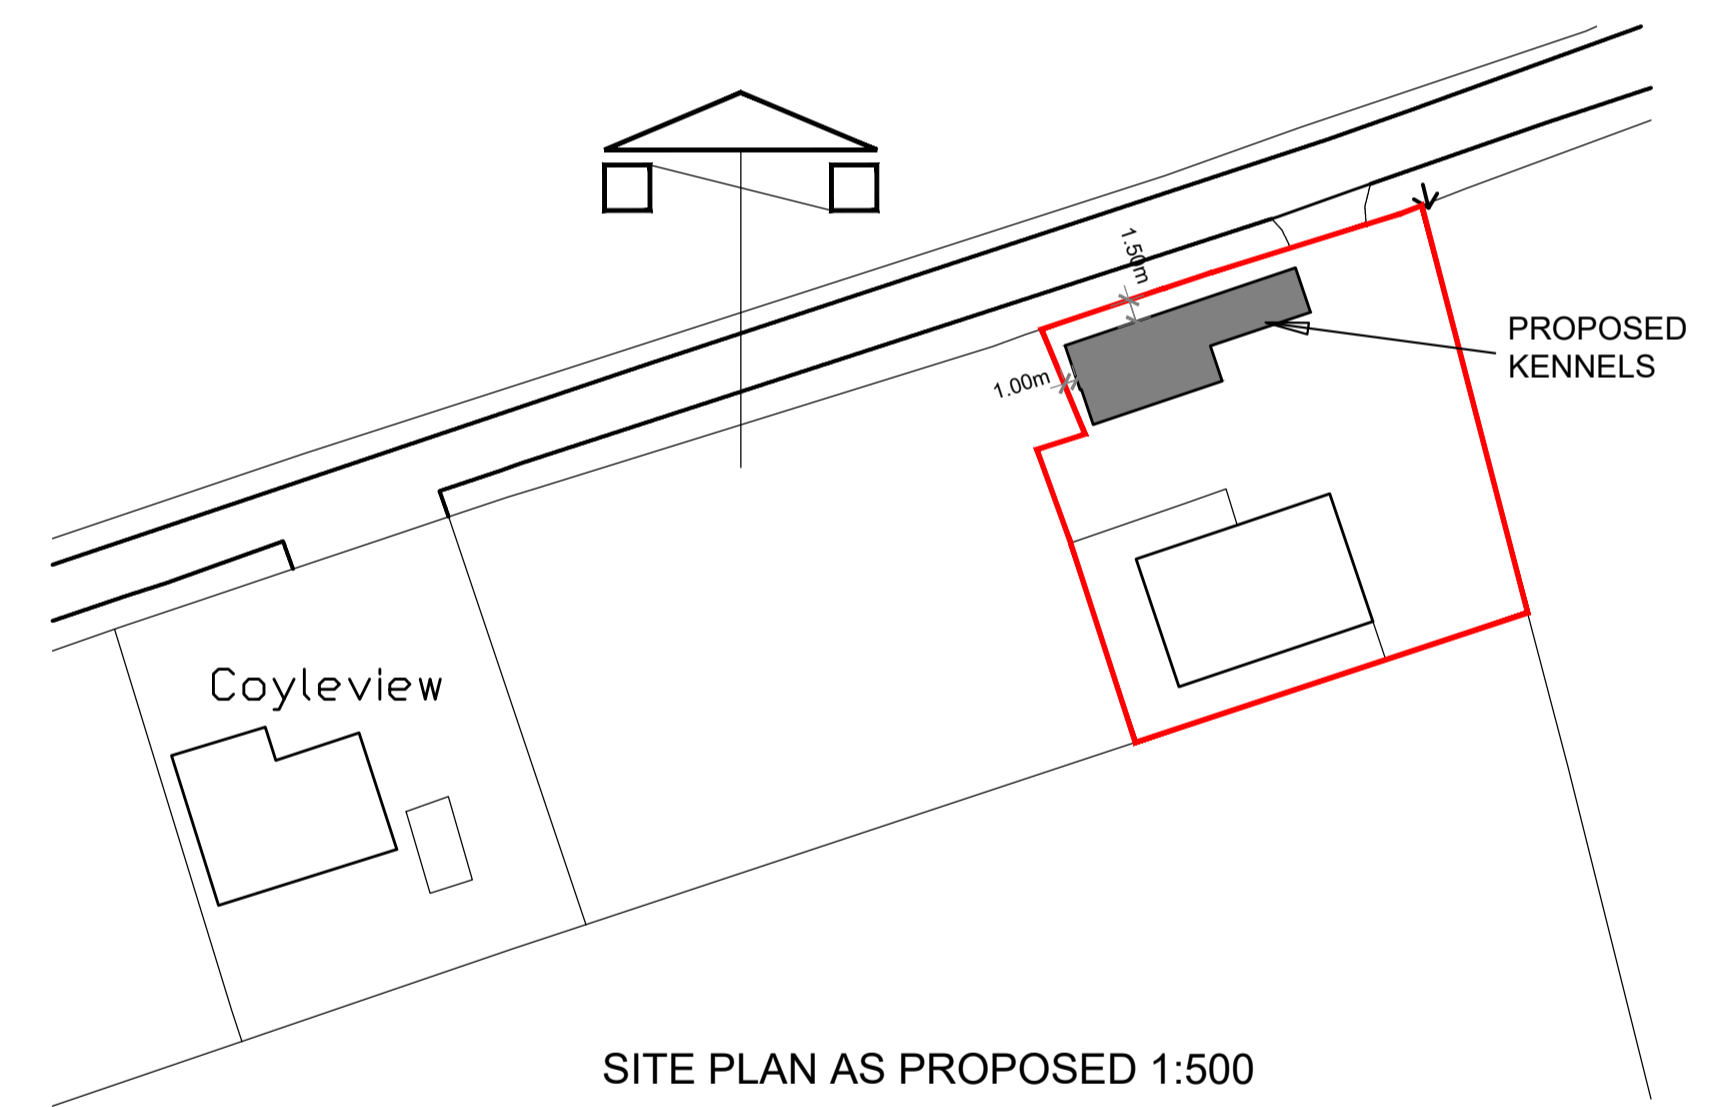 1.50m
PROPOSED
KENNELS
1.00m
Coyleview
SITE PLAN AS PROPOSED 1:500